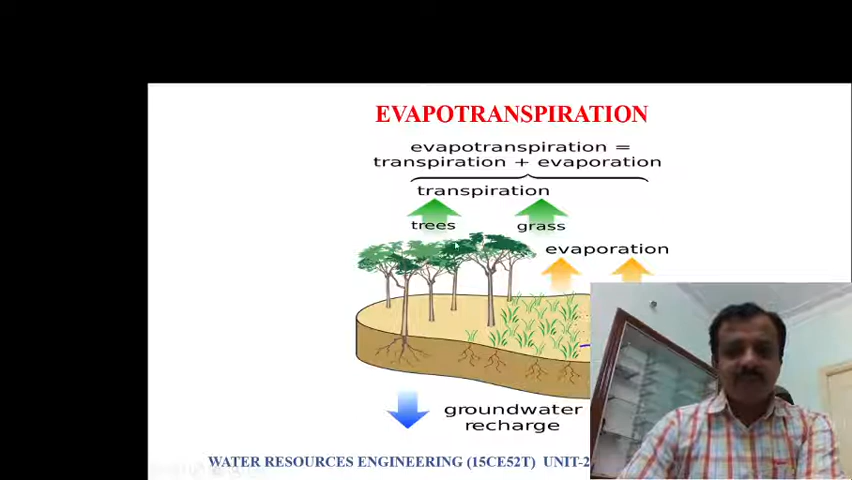 EVAPOTRANSPIRATION
evapotranspiration =
transpiration + evaporation
transpiration
trees grass
evaporation
groundwater
recharge
WATER RESOURCES ENGINEERING (15CE52T) UNIT-2